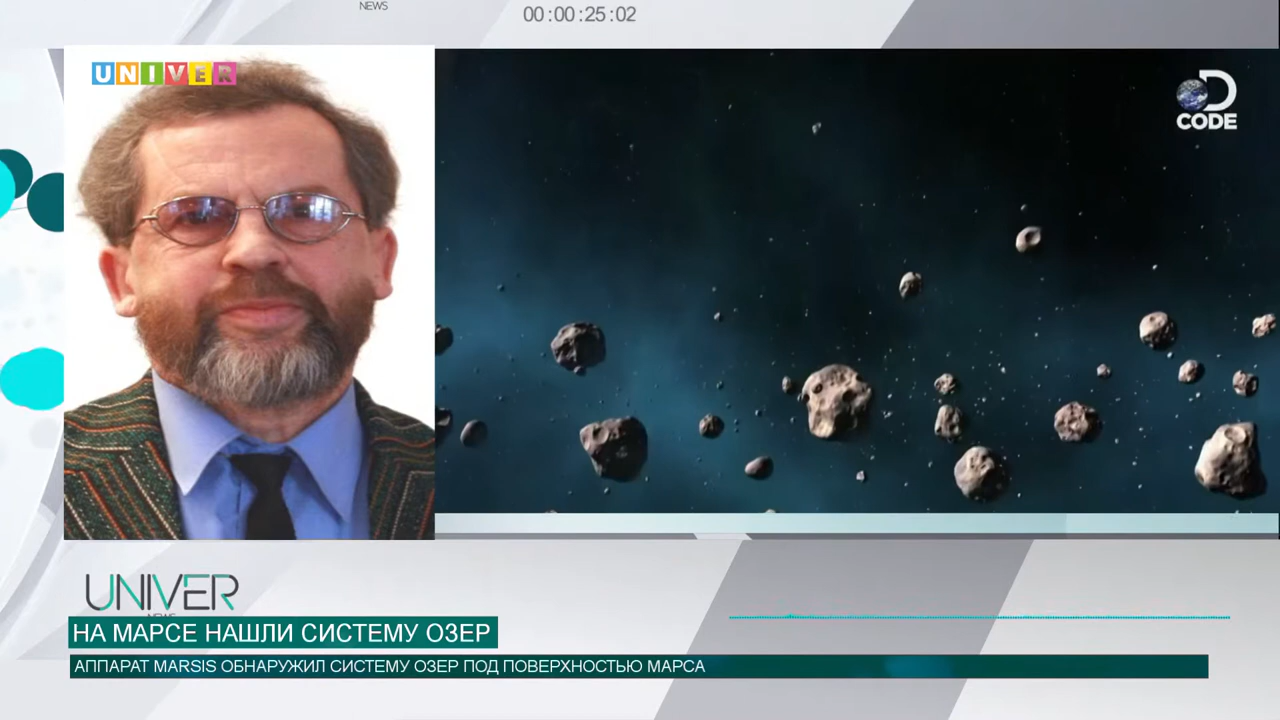 NEWS
00:00:25:02
UNIVER
D
CODE
UNIVER
НА МАРСЕ НАШЛИ СИСТЕМУ ОЗЕР
АППАРАТ MARSIS ОБНАРУЖИЛ СИСТЕМУ ОЗЕР ПОД ПОВЕРХНОСТЬЮ МАРСА